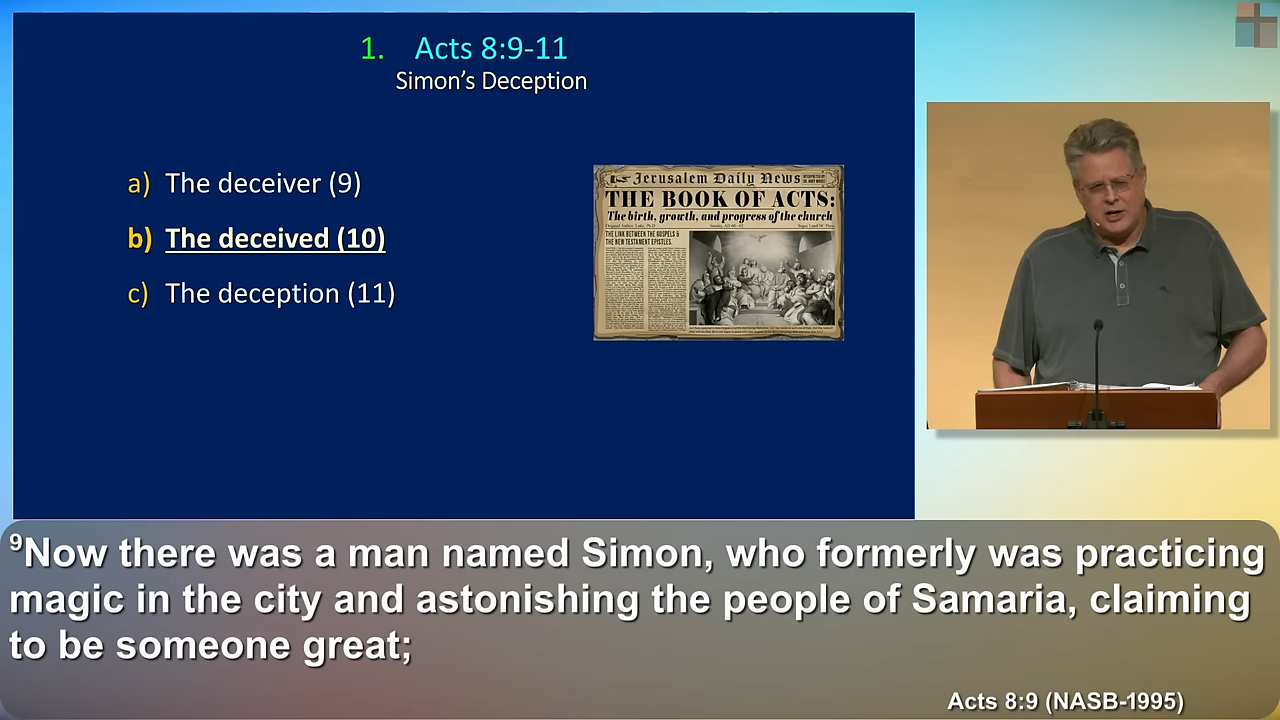 1. Acts 8:9-11
Simon's Deception
a) The deceiver (9)
b) The deceived (10)
c) The deception (11)
Jerusalem Daily News
THE BOOK OF ACTS:
The birth, growth, and progress of the church
THE LINK BETWEEN THE GOSPELS &
THE NEW TESTAMENT EPISTLES.
9Now there was a man named Simon, who formerly was practicing
magic in the city and astonishing the people of Samaria, claiming
to be someone great;
Acts 8:9 (NASB-1995)